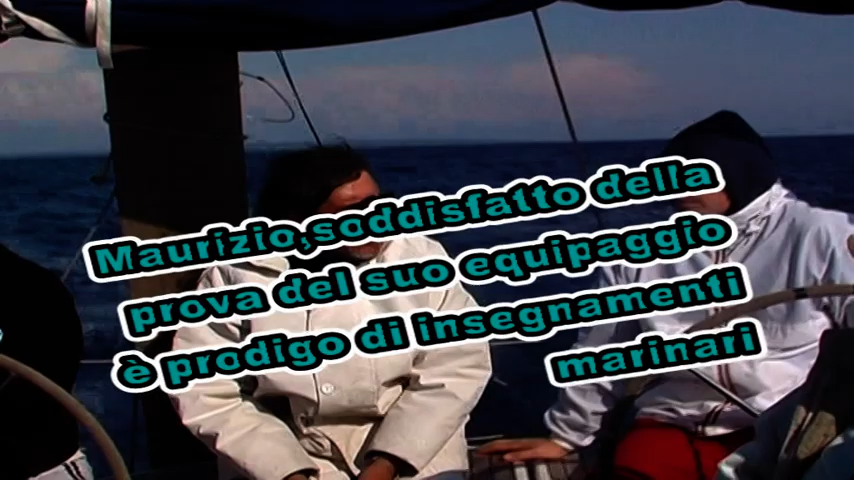 Maurizio,soddisfatto della
prova del suo equipaggio
è prodigo di insegnamenti
marinari